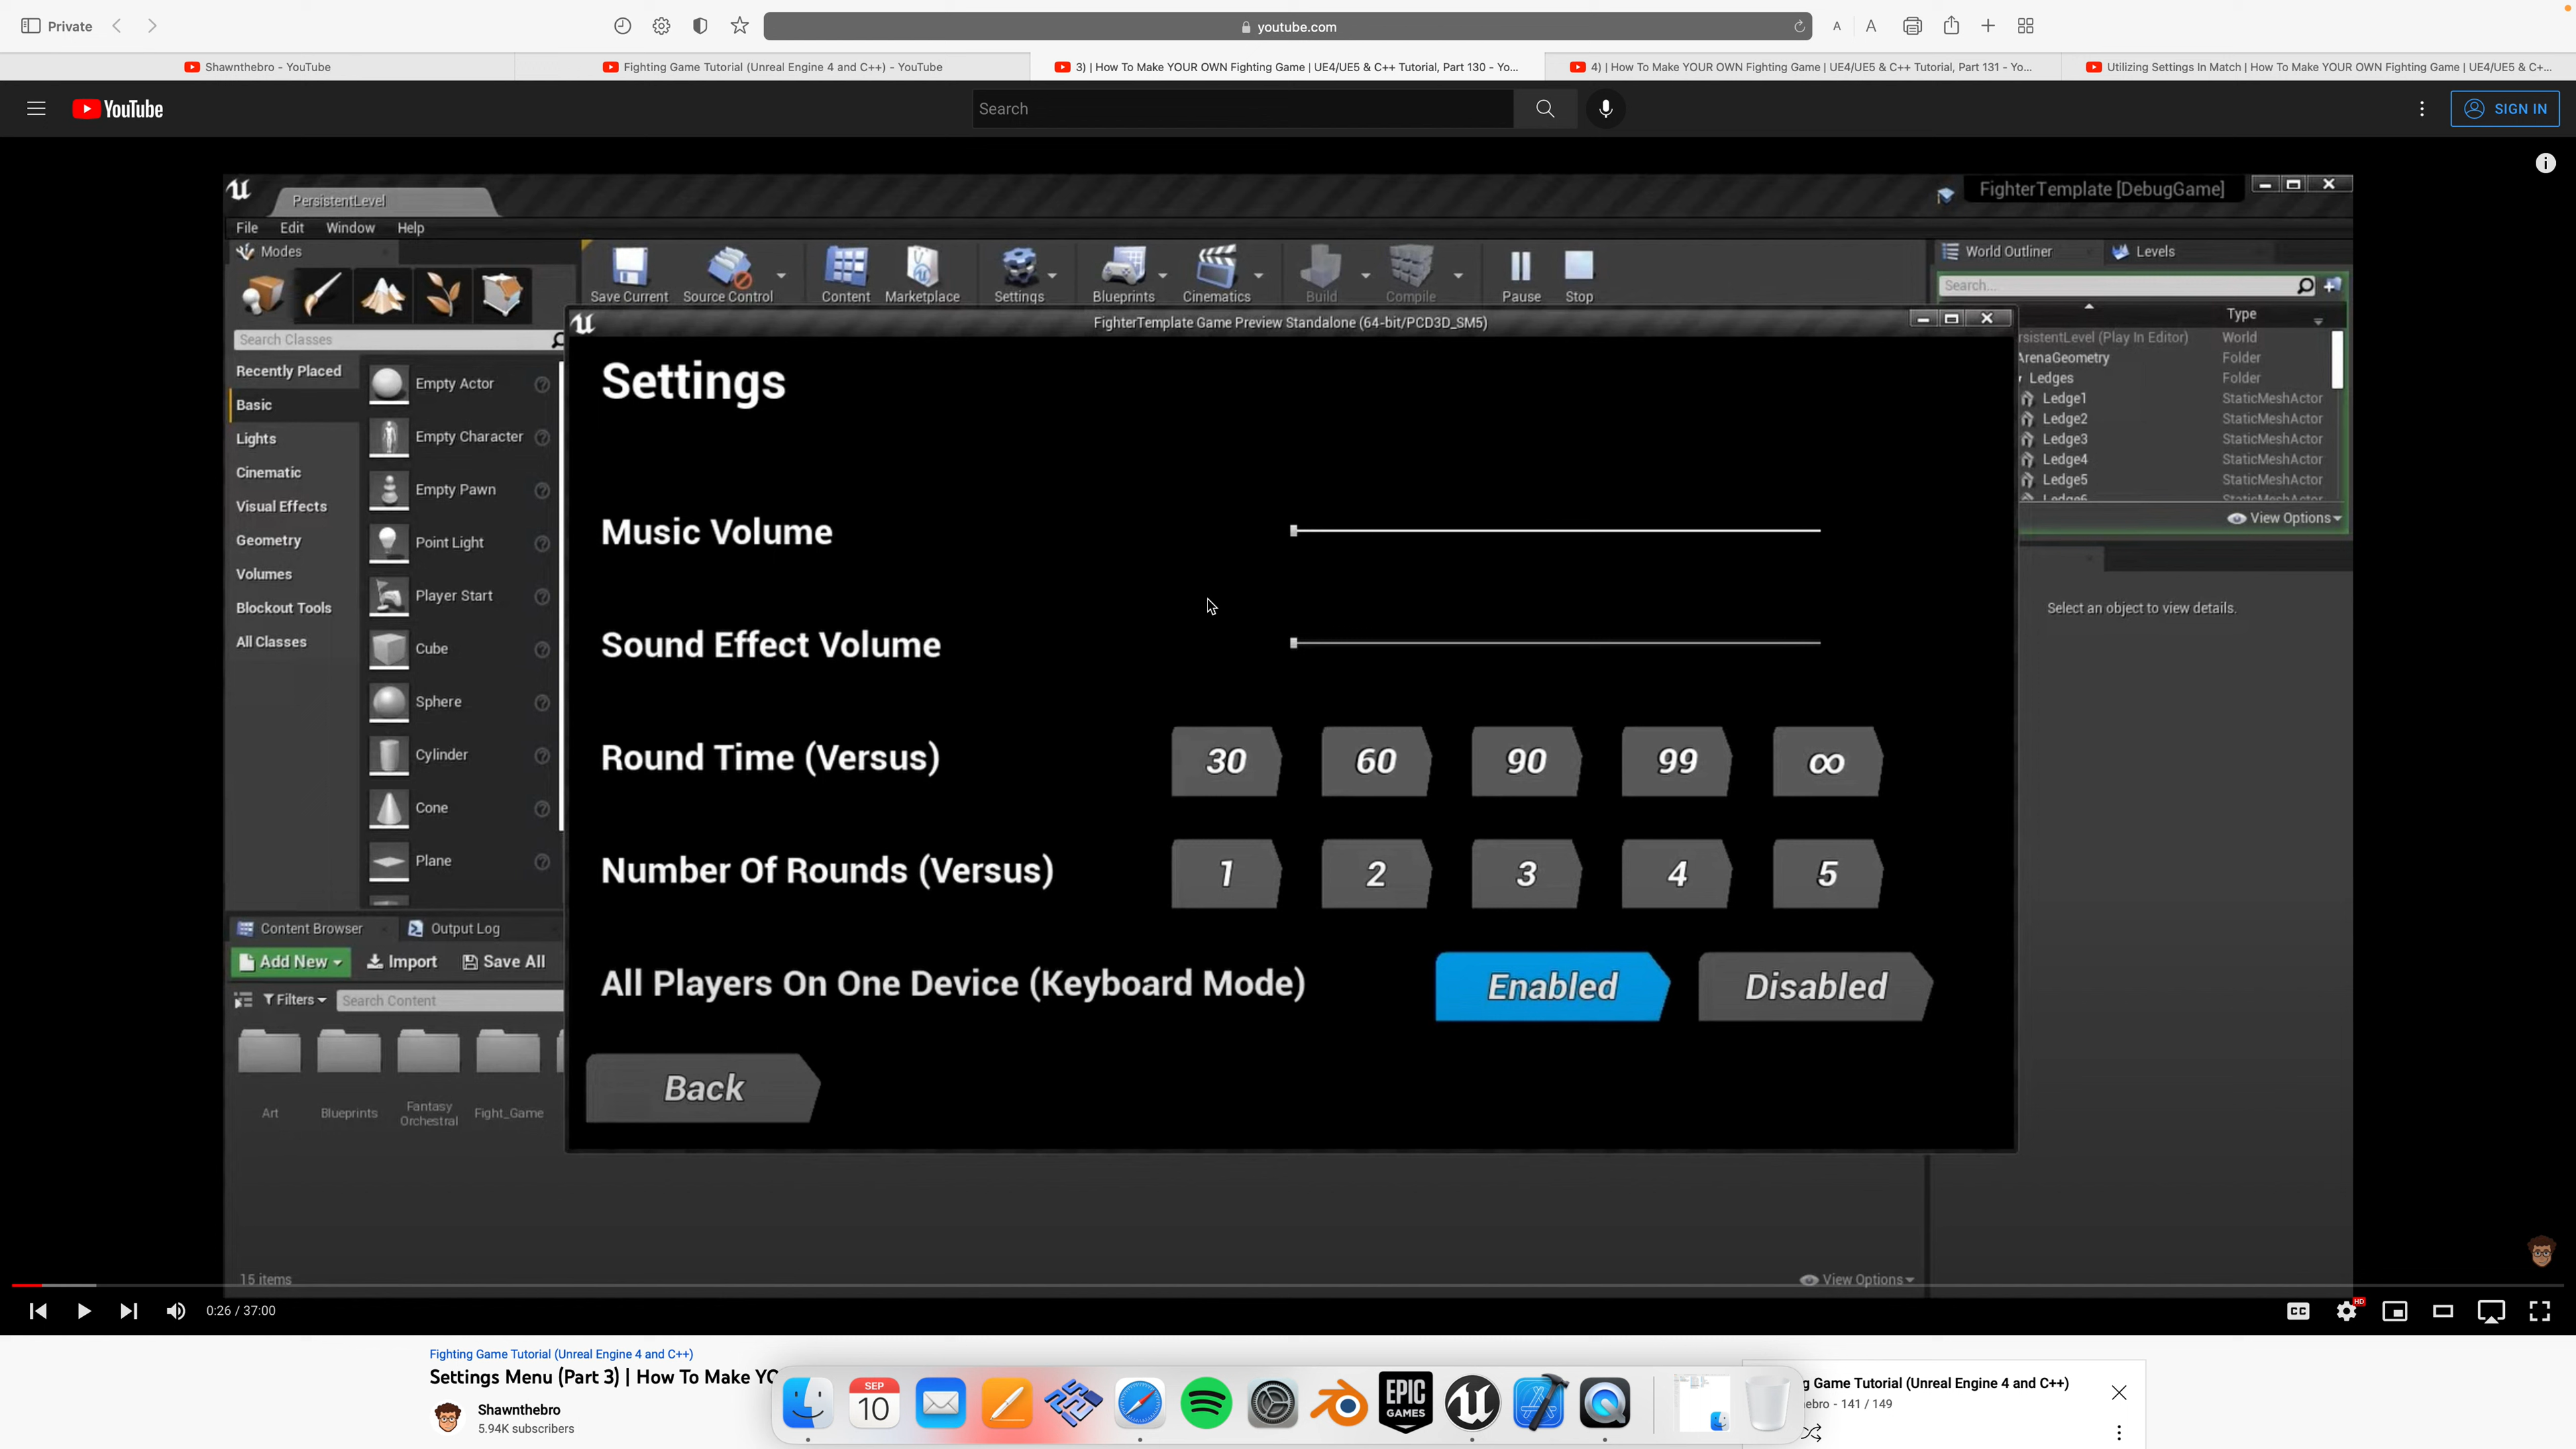 Private
youtube.com
A A
Shawnthebro - YouTube
Fighting Game Tutorial (Unreal Engine 4 and C++) - YouTube
3) | How To Make YOUR OWN Fighting Game | UE4/UE5 & C++ Tutorial, Part 130 - Yo...
4) | How To Make YOUR OWN Fighting Game | UE4/UE5 & C++ Tutorial, Part 131 - Yo...
Utilizing Settings In Match | How To Make YOUR OWN Fighting Game | UE4/UE5 & C+...
YouTube
Search
SIGN IN
PersistentLevel
FighterTemplate [DebugGame]
File Edit Window Help
Modes
Save Current
Source Control
Content
Marketplace
Settings
Blueprints
Cinematics
Build
Compile
Pause
Stop
World Outliner
Levels
Search...
Type
rsistentLevel (Play In Editor) World
ArenaGeometry Folder
Ledges Folder
Ledge1 StaticMeshActor
Ledge2 StaticMeshActor
Ledge3 StaticMeshActor
Ledge4 StaticMeshActor
Ledge5 StaticMeshActor
Ledge6 StaticMeshActor
View Options
Select an object to view details.
Search Classes
Recently Placed
Basic
Lights
Cinematic
Visual Effects
Geometry
Volumes
Blockout Tools
All Classes
Empty Actor
Empty Character
Empty Pawn
Point Light
Player Start
Cube
Sphere
Cylinder
Cone
Plane
FighterTemplate Game Preview Standalone (64-bit/PCD3D_SM5)
Settings
Music Volume
Sound Effect Volume
Round Time (Versus)
30 60 90 99 ∞
Number Of Rounds (Versus)
1 2 3 4 5
All Players On One Device (Keyboard Mode)
Enabled Disabled
Back
Content Browser
Output Log
Add New Import Save All
Filters Search Content
Art
Blueprints
Fantasy
Orchestral
Fight_Game
15 items
View Options
0:26 / 37:00
CC
HD
Fighting Game Tutorial (Unreal Engine 4 and C++)
Settings Menu (Part 3) | How To Make YO
Shawnthebro
5.94K subscribers
SEP
10
EPIC
GAMES
g Game Tutorial (Unreal Engine 4 and C++)
ebro - 141 / 149